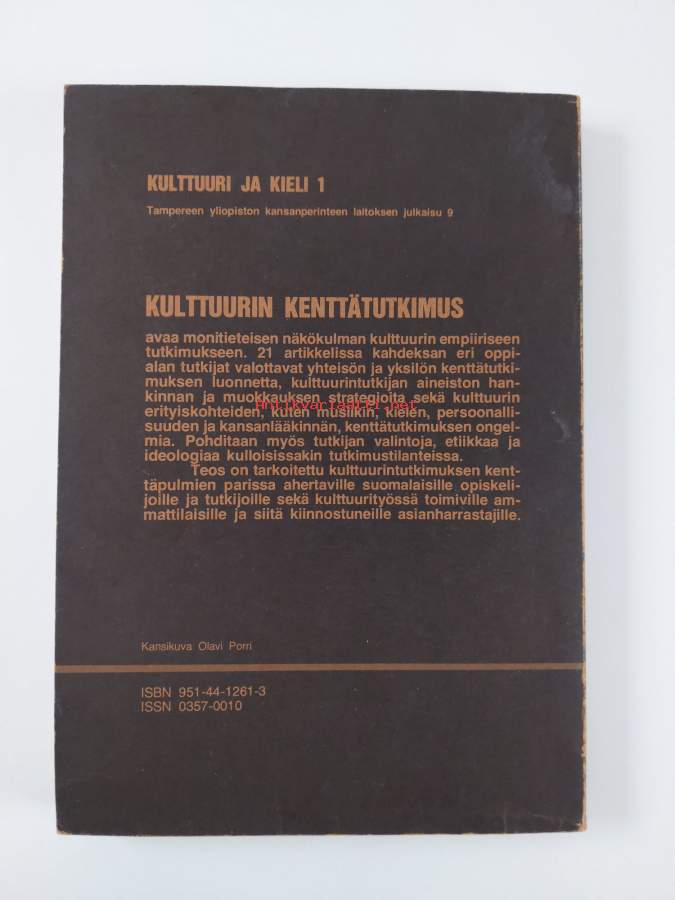 KULTTUURI JA KIELI 1
Tampereen yliopiston kansanperinteen laitoksen julkaisu 9
KULTTUURIN KENTTÄTUTKIMUS
avaa monitieteisen näkökulman kulttuurin empiiriseen
tutkimukseen. 21 artikkelissa kahdeksan eri oppi-
alan tutkijat valottavat yhteisön ja yksilön kenttätutki-
muksen luonnetta, kulttuurintutkijan aineiston han-
kinnan ja muokkauksen strategioita sekä kulttuurin
erityiskohteiden, kuten musiikin, kielen, persoonalli-
suuden ja kansanlääkinnän, kenttätutkimuksen ongel-
mia. Pohditaan myös tutkijan valintoja, etiikkaa ja
ideologiaa kulloisissakin tutkimustilanteissa.
Teos on tarkoitettu kulttuurintutkimuksen kent-
täpulmien parissa ahertaville suomalaisille opiskeli-
joille ja tutkijoille sekä kulttuurityössä toimiville am-
mattilaisille ja siitä kiinnostuneille asianharrastajille.
Antikvariaatti.net
Kansikuva Olavi Porri
ISBN 951-44-1261-3
ISSN 0357-0010